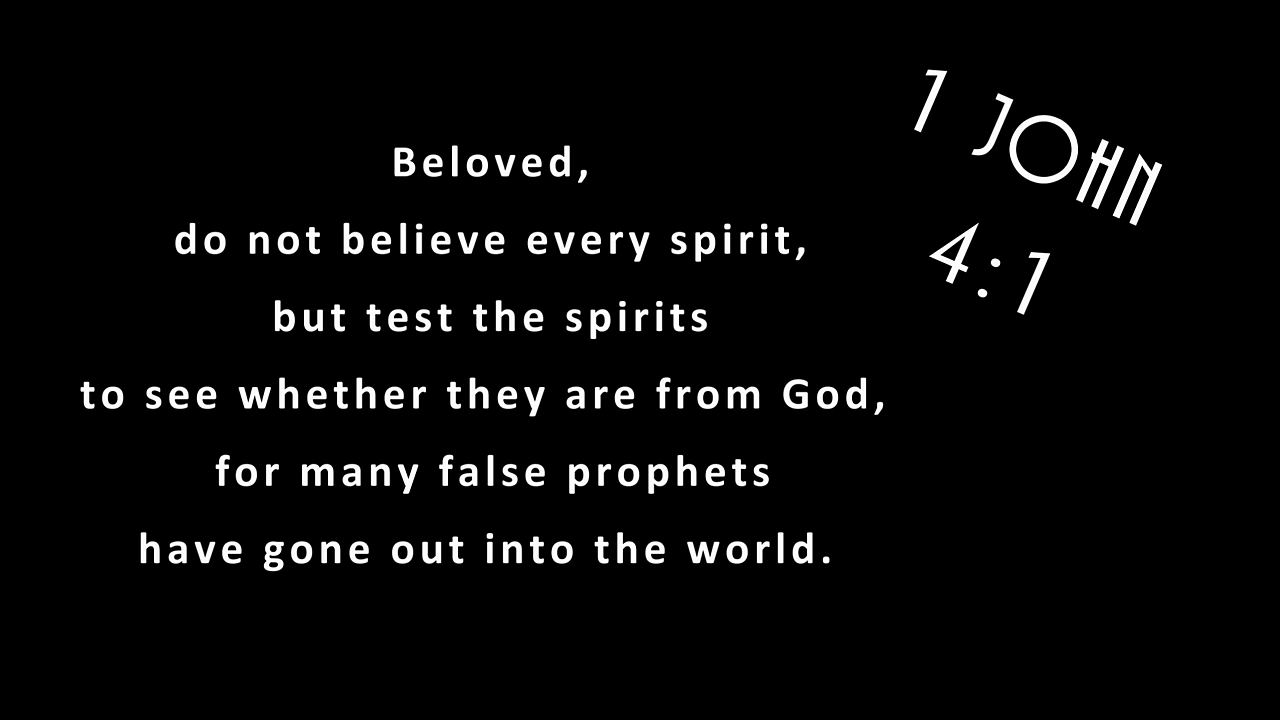 1 JOHN
4:1
Beloved,
do not believe every spirit,
but test the spirits
to see whether they are from God,
for many false prophets
have gone out into the world.